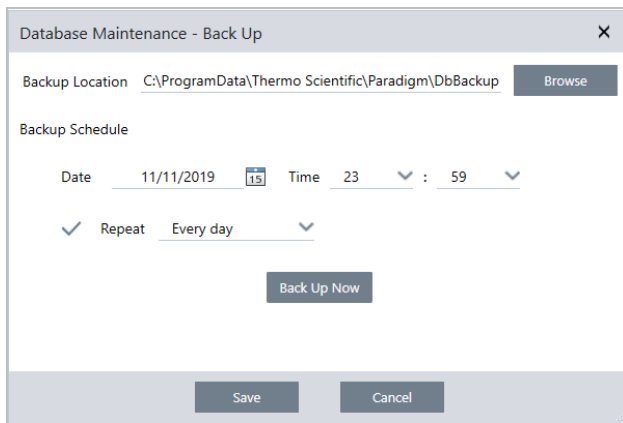 Database Maintenance - Back Up
Backup Location C:\ProgramData\Thermo Scientific\Paradigm\DbBackup Browse
Backup Schedule
Date 11/11/2019 15 Time 23 : 59
Repeat Every day
Back Up Now
Save Cancel